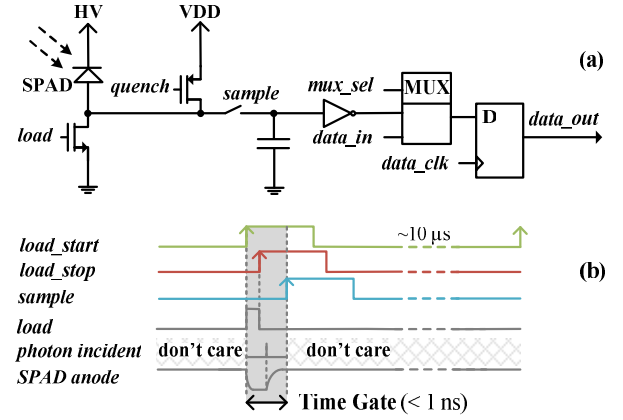 HV
VDD
(a)
SPAD
quench
sample
mux_sel
MUX
load
data_in
D
data_out
data_clk
~10 μs
load_start
load_stop
(b)
sample
load
photon incident
don't care
don't care
SPAD anode
Time Gate (< 1 ns)